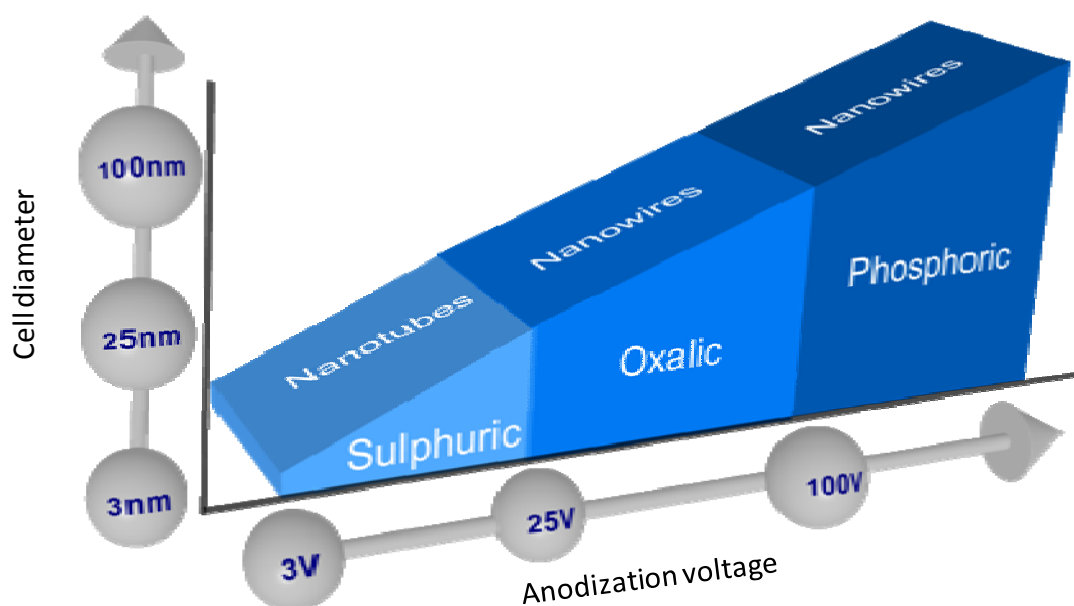 Cell diameter
100nm
25nm
3nm
Nanotubes
Nanowires
Nanowires
Sulphuric
Oxalic
Phosphoric
3V
25V
100V
Anodization voltage